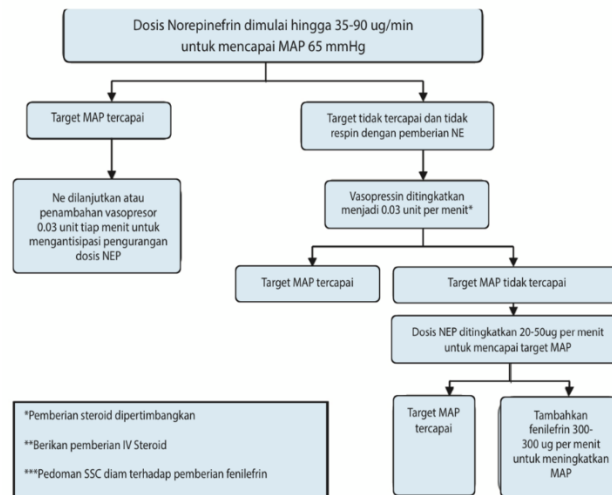 Dosis Norepinefrin dimulai hingga 35-90 ug/min
untuk mencapai MAP 65 mmHg
Target MAP tercapai
Target tidak tercapai dan tidak
respin dengan pemberian NE
Ne dilanjutkan atau
penambahan vasopresor
0.03 unit tiap menit untuk
mengantisipasi pengurangan
dosis NEP
Vasopressin ditingkatkan
menjadi 0.03 unit per menit*
Target MAP tercapai
Target MAP tidak tercapai
Dosis NEP ditingkatkan 20-50ug per menit
untuk mencapai target MAP
Target MAP
tercapai
Tambahkan
fenilefrin 300-
300 ug per menit
untuk meningkatkan
MAP
*Pemberian steroid dipertimbangkan
**Berikan pemberian IV Steroid
***Pedoman SSC diam terhadap pemberian fenilefrin